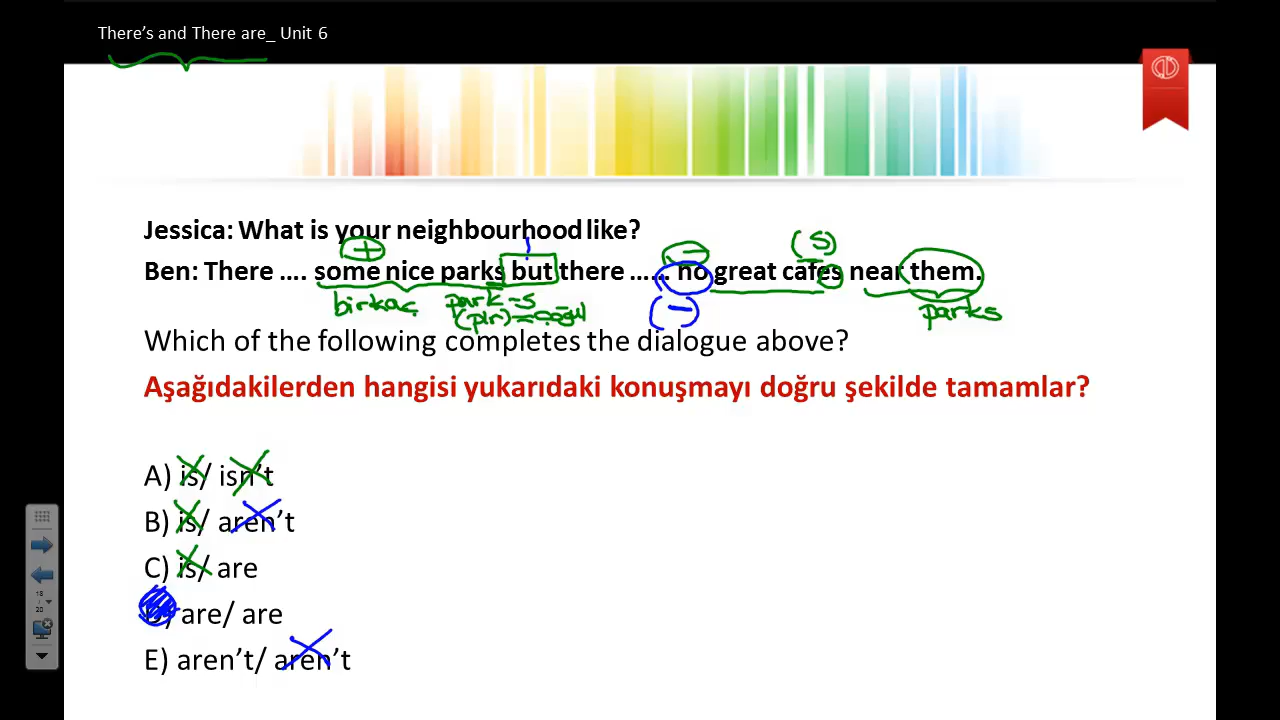 There's and There are_ Unit 6
Jessica: What is your neighbourhood like?
+ - (S)
Ben: There .... some nice parks but there ...... no great cafes near them.
birkaç park-s (-) parks
(plr)=çoğul
Which of the following completes the dialogue above?
Aşağıdakilerden hangisi yukarıdaki konuşmayı doğru şekilde tamamlar?
A) is/ isn't
B) is/ aren't
C) is/ are
D) are/ are
E) aren't/ aren't
18
/
20